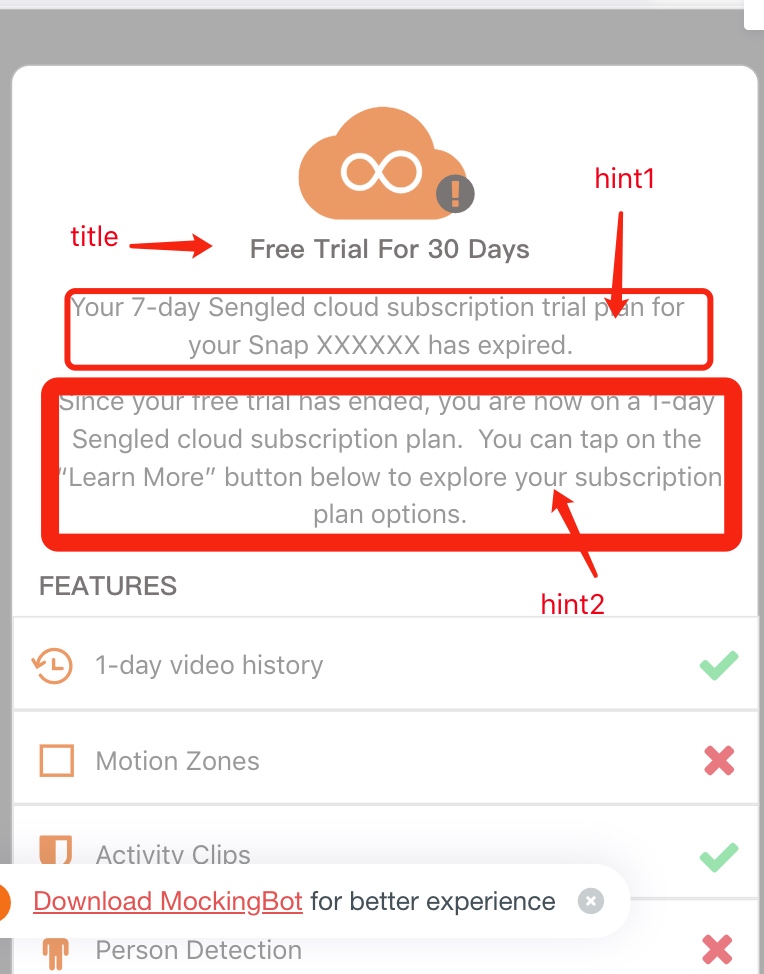 hint1
title
Free Trial For 30 Days
Your 7-day Sengled cloud subscription trial plan for
your Snap XXXXXX has expired.
Since your free trial has ended, you are now on a 1-day
Sengled cloud subscription plan.  You can tap on the
“Learn More” button below to explore your subscription
plan options.
hint2
FEATURES
1-day video history
Motion Zones
Activity Clips
Download MockingBot for better experience
Person Detection